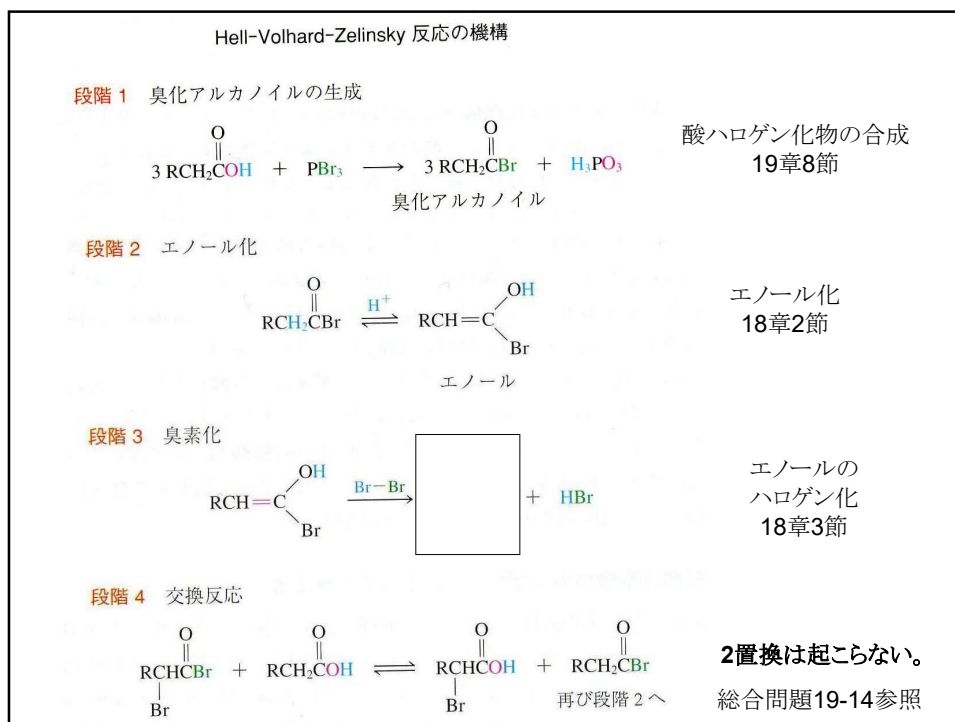 Hell-Volhard-Zelinsky 反応の機構
段階 1 臭化アルカノイルの生成
O
3 RCH₂COH + PBr₃ ⟶ 3 RCH₂CBr + H₃PO₃
O
臭化アルカノイル
酸ハロゲン化物の合成
19章8節
段階 2 エノール化
O
RCH₂CBr ⇌ RCH=C
H⁺
OH
Br
エノール
エノール化
18章2節
段階 3 臭素化
OH
RCH=C
Br
Br-Br
+ HBr
エノールの
ハロゲン化
18章3節
段階 4 交換反応
O O O O
RCHCBr + RCH₂COH ⇌ RCHCOH + RCH₂CBr
Br Br 再び段階 2 へ
2置換は起こらない。
総合問題19-14参照